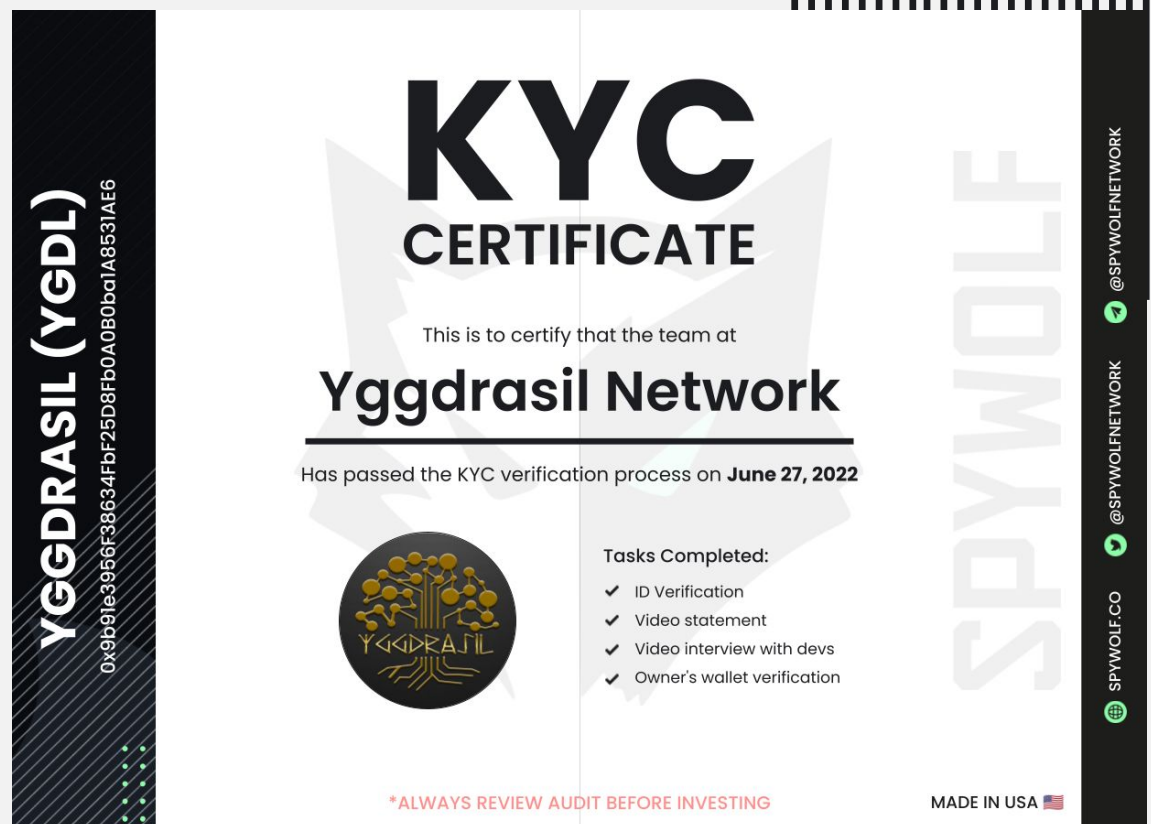 YGGDRASIL (YGDL)
0x9b91e3956F38634FbF25D8Fb0A0B0ba1A8531AE6
KYC
CERTIFICATE
This is to certify that the team at
Yggdrasil Network
Has passed the KYC verification process on June 27, 2022
YGGDRASIL
Tasks Completed:
ID Verification
Video statement
Video interview with devs
Owner's wallet verification
*ALWAYS REVIEW AUDIT BEFORE INVESTING
MADE IN USA 🇺🇸
SPYWOLF
SPYWOLF.CO
@SPYWOLFNETWORK
@SPYWOLFNETWORK